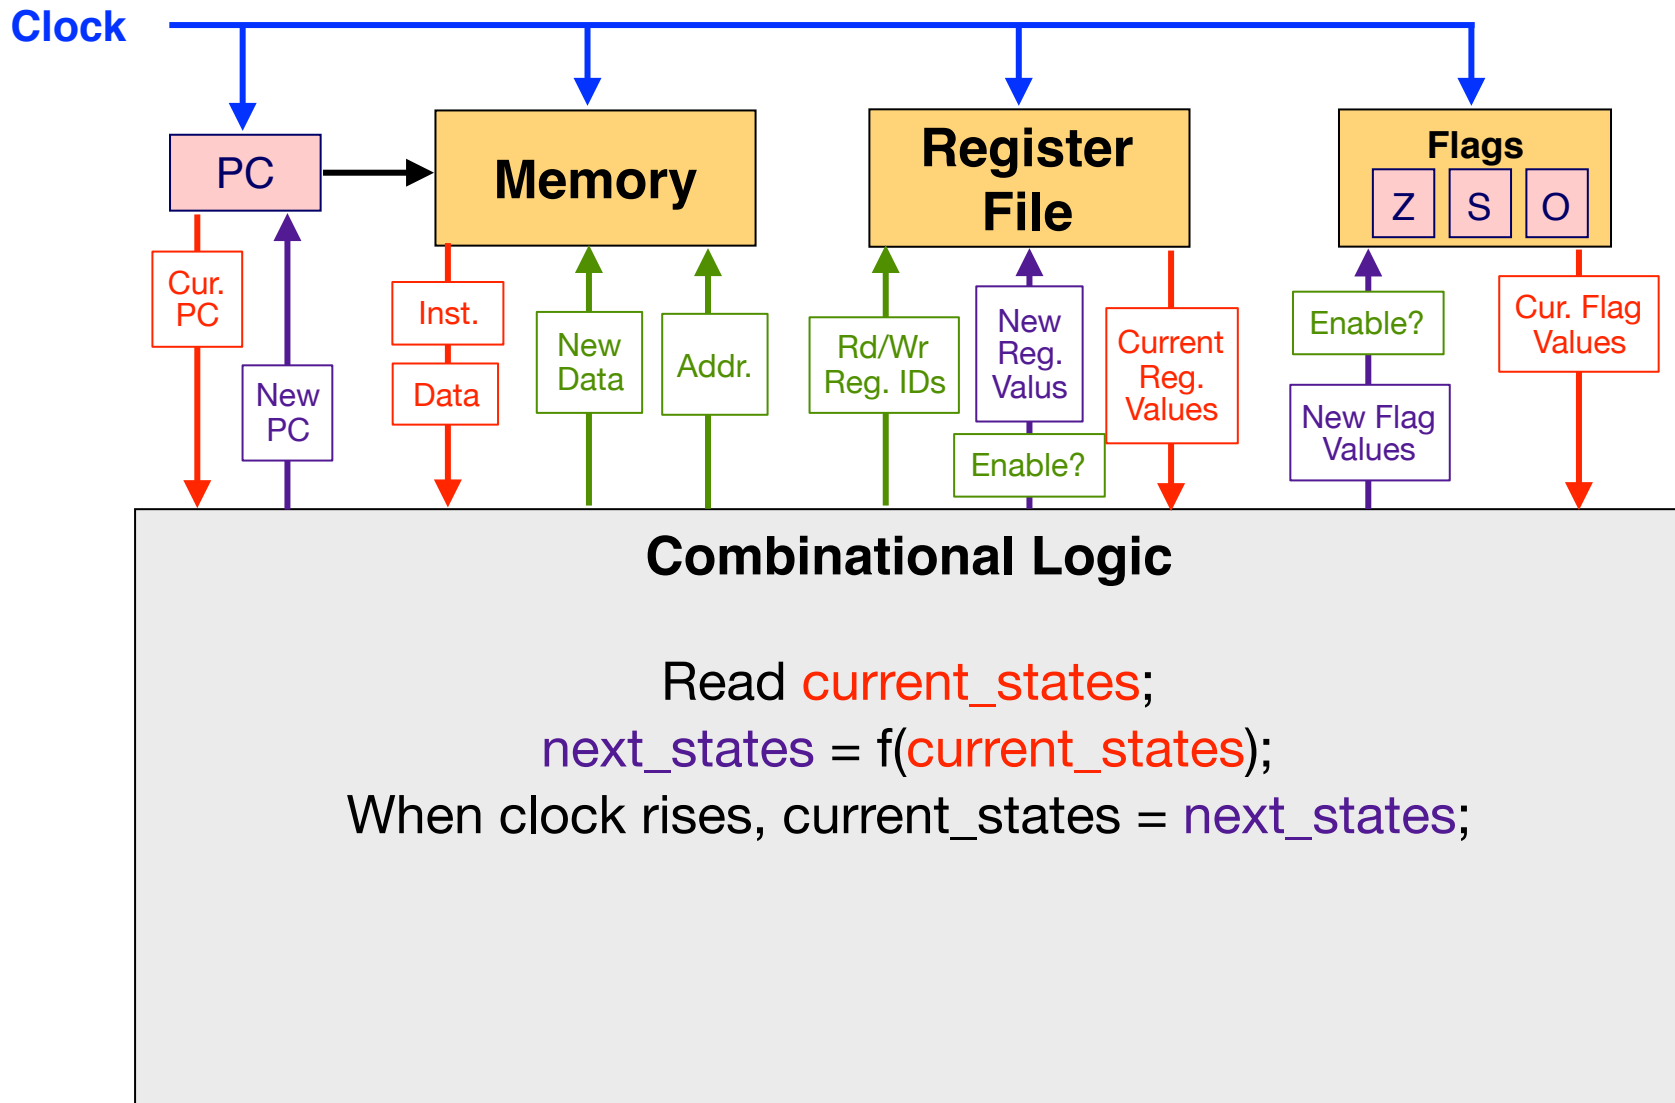 Clock
PC
Memory
Register
File
Flags
Z S O
Cur.
PC
New
PC
Inst.
Data
New
Data
Addr.
Rd/Wr
Reg. IDs
New
Reg.
Valus
Enable?
Current
Reg.
Values
Enable?
New Flag
Values
Cur. Flag
Values
Combinational Logic
Read current_states;
next_states = f(current_states);
When clock rises, current_states = next_states;